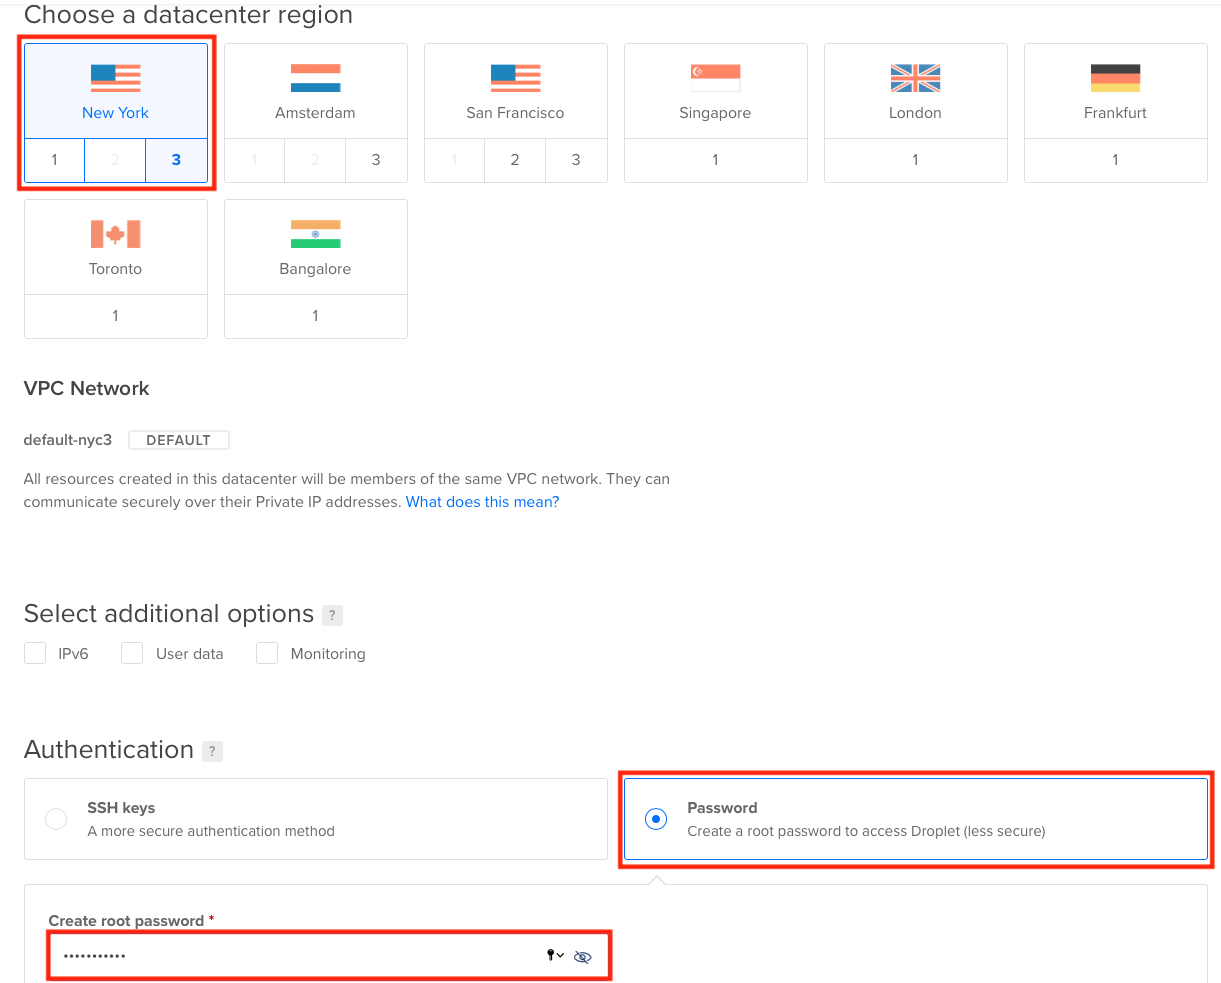 Choose a datacenter region
New York
Amsterdam
San Francisco
Singapore
London
Frankfurt
1 2 3
1 2 3
1 2 3
1
1
1
Toronto
Bangalore
1
1
VPC Network
default-nyc3 DEFAULT
All resources created in this datacenter will be members of the same VPC network. They can
communicate securely over their Private IP addresses. What does this mean?
Select additional options ?
IPv6 User data Monitoring
Authentication ?
SSH keys
A more secure authentication method
Password
Create a root password to access Droplet (less secure)
Create root password *
•••••••••••